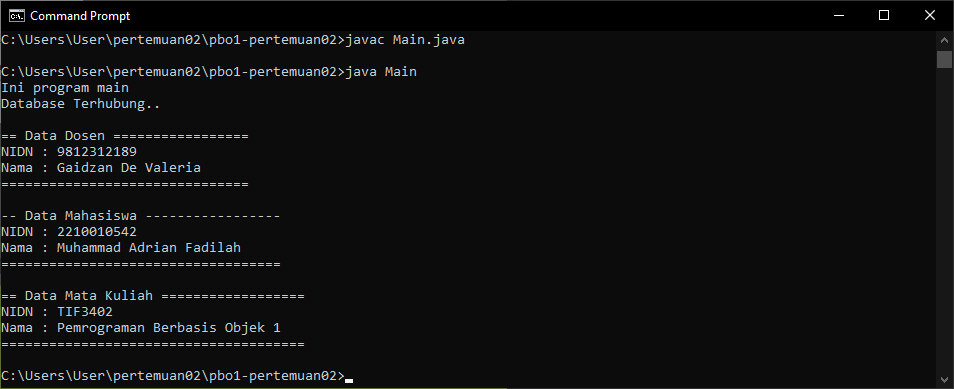 Command Prompt
C:\Users\User\pertemuan02\pbo1-pertemuan02>javac Main.java
C:\Users\User\pertemuan02\pbo1-pertemuan02>java Main
Ini program main
Database Terhubung..
== Data Dosen =================
NIDN : 9812312189
Nama : Gaidzan De Valeria
===============================
-- Data Mahasiswa -----------------
NIDN : 2210010542
Nama : Muhammad Adrian Fadilah
===================================
== Data Mata Kuliah ==================
NIDN : TIF3402
Nama : Pemrograman Berbasis Objek 1
======================================
C:\Users\User\pertemuan02\pbo1-pertemuan02>